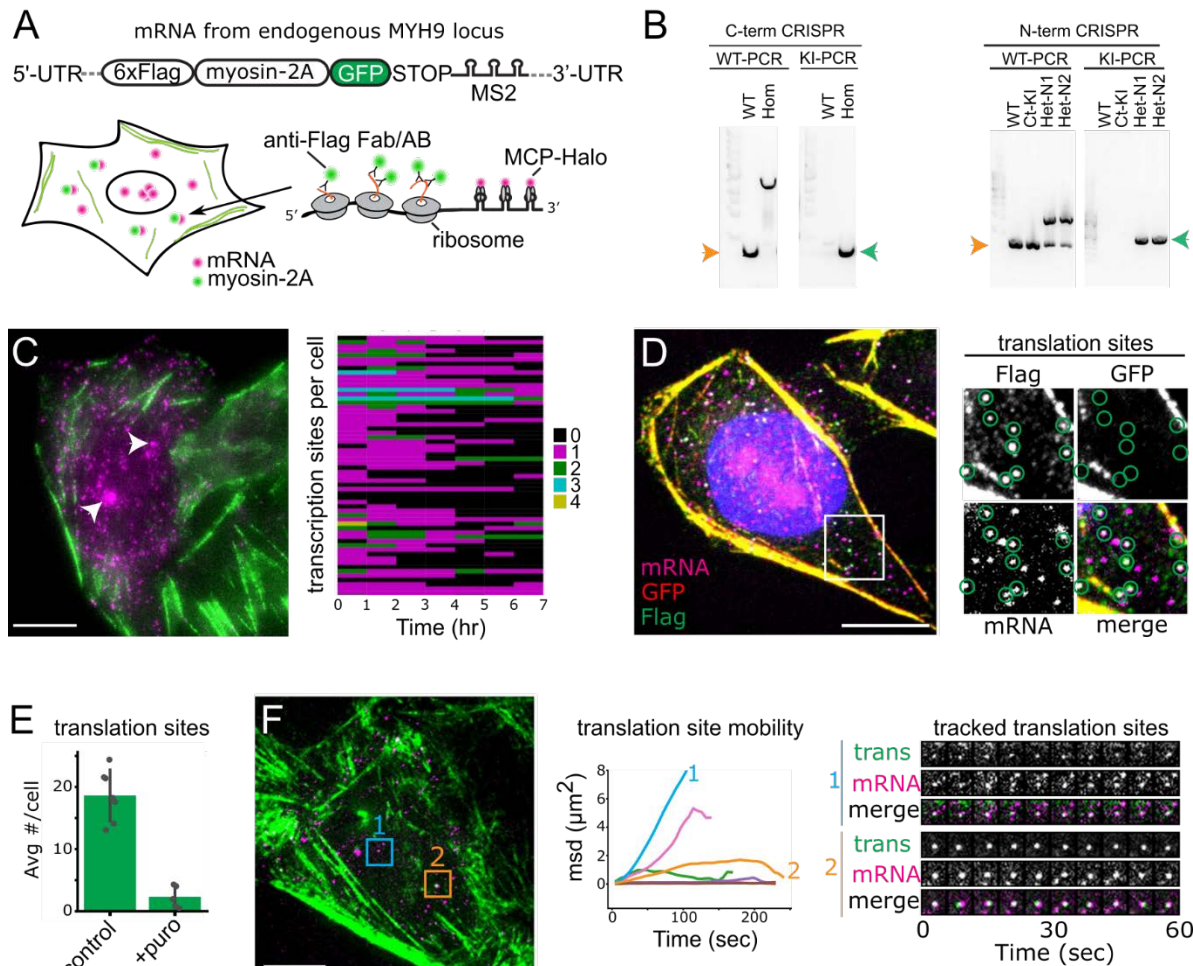 A
mRNA from endogenous MYH9 locus
5'-UTR 6xFlag myosin-2A GFP STOP 3'-UTR
MS2
anti-Flag Fab/AB
MCP-Halo
5' 3'
ribosome
mRNA
myosin-2A
B
C-term CRISPR
WT-PCR KI-PCR
WT Hom WT Hom
N-term CRISPR
WT-PCR KI-PCR
WT Ct-KI Het-N1 Het-N2 WT Ct-KI Het-N1 Het-N2
C
transcription sites per cell
0
1
2
3
4
0 1 2 3 4 5 6 7
Time (hr)
D
mRNA
GFP
Flag
translation sites
Flag GFP
mRNA merge
E
translation sites
Avg #/cell
20
10
0
control +puro
F
1
2
translation site mobility
msd (μm²)
8
6
4
2
0
1
2
0 100 200
Time (sec)
tracked translation sites
1
trans
mRNA
merge
2
trans
mRNA
merge
0 30 60
Time (sec)